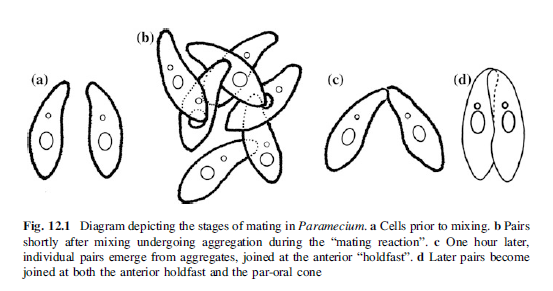 (b)
(a)
(c)
(d)
Fig. 12.1 Diagram depicting the stages of mating in Paramecium. a Cells prior to mixing. b Pairs
shortly after mixing undergoing aggregation during the “mating reaction”. c One hour later,
individual pairs emerge from aggregates, joined at the anterior “holdfast”. d Later pairs become
joined at both the anterior holdfast and the par-oral cone